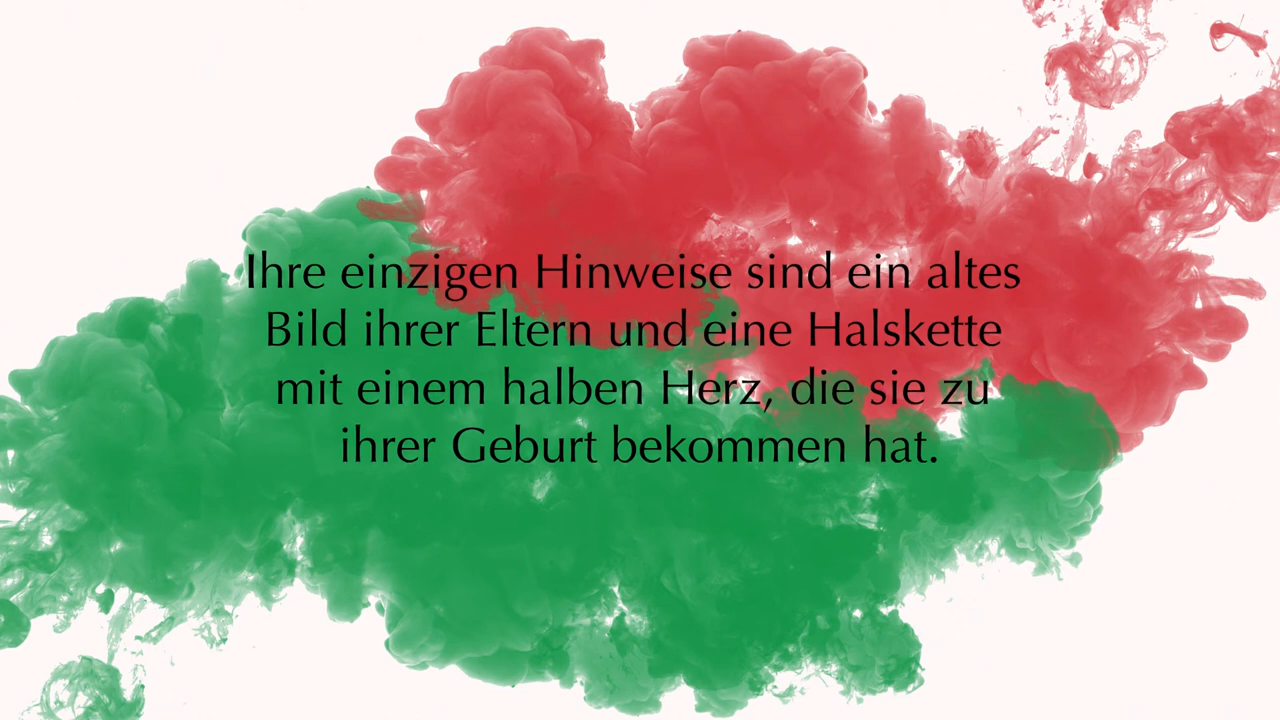 Ihre einzigen Hinweise sind ein altes
Bild ihrer Eltern und eine Halskette
mit einem halben Herz, die sie zu
ihrer Geburt bekommen hat.